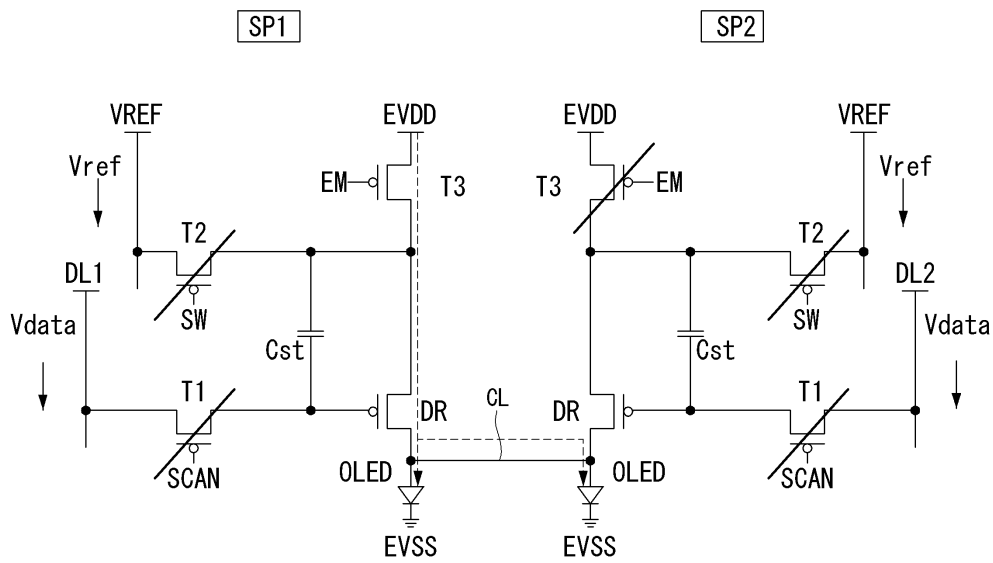 SP1 SP2
VREF EVDD EVDD VREF
Vref EM T3 T3 EM Vref
T2 T2
DL1 DL2
SW SW
Vdata Cst Cst Vdata
T1 DR CL DR T1
SCAN OLED OLED SCAN
EVSS EVSS